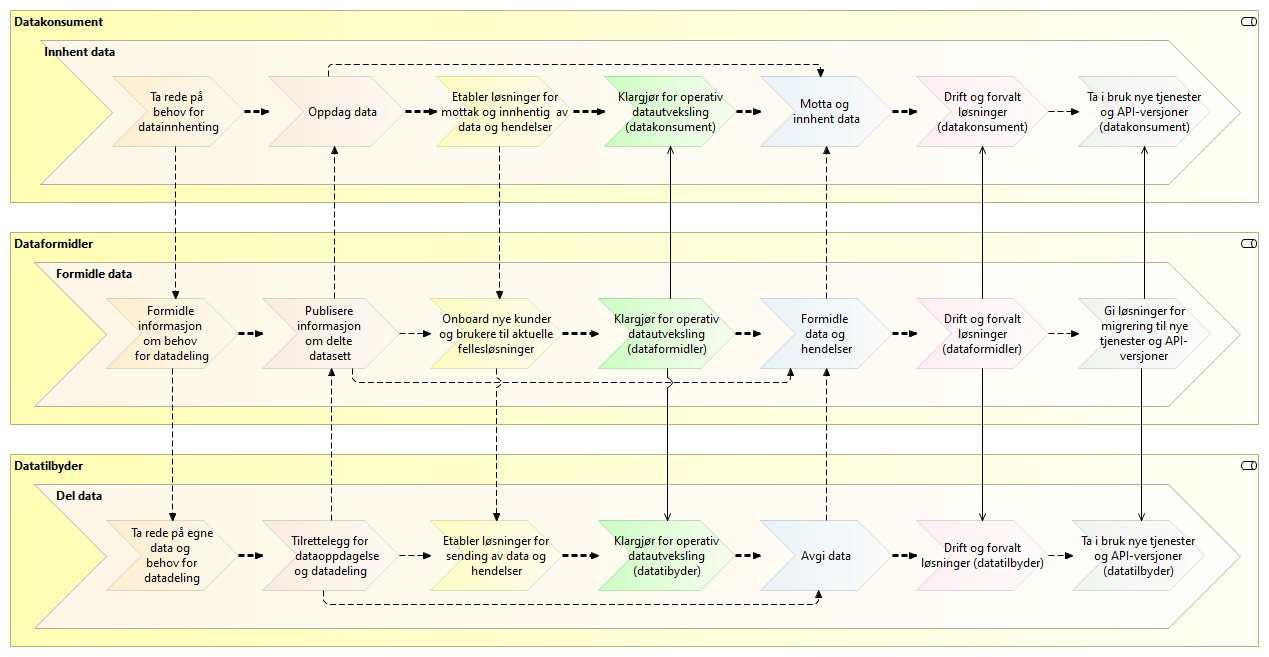 Datakonsument
Innhent data
Ta rede på
behov for
datainnhenting
Oppdag data
Etabler løsninger for
mottak og innhentig  av
data og hendelser
Klargjør for operativ
datautveksling
(datakonsument)
Motta og
innhent data
Drift og forvalt
løsninger
(datakonsument)
Ta i bruk nye tjenester
og API-versjoner
(datakonsument)
Dataformidler
Formidle data
Formidle
informasjon
om behov
for datadeling
Publisere
informasjon
om delte
datasett
Onboard nye kunder
og brukere til aktuelle
fellesløsninger
Klargjør for operativ
datautveksling
(dataformidler)
Formidle
data og
hendelser
Drift og forvalt
løsninger
(dataformidler)
Gi løsninger for
migrering til nye
tjenester og API-
versjoner
Datatilbyder
Del data
Ta rede på egne
data og
behov for
datadeling
Tilrettelegg for
dataoppdagelse
og datadeling
Etabler løsninger for
sending av data og
hendelser
Klargjør for operativ
datautveksling
(datatibyder)
Avgi data
Drift og forvalt
løsninger (datatilbyder)
Ta i bruk nye tjenester
og API-versjoner
(datatilbyder)